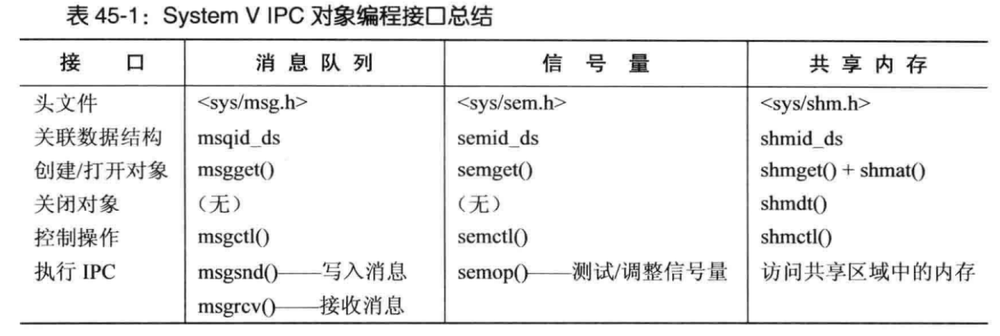 表 45-1：System V IPC 对象编程接口总结
接 口 消 息 队 列 信 号 量 共 享 内 存
头文件 <sys/msg.h> <sys/sem.h> <sys/shm.h>
关联数据结构 msqid_ds semid_ds shmid_ds
创建/打开对象 msgget() semget() shmget() + shmat()
关闭对象 （无） （无） shmdt()
控制操作 msgctl() semctl() shmctl()
执行 IPC msgsnd()——写入消息 semop()——测试/调整信号量 访问共享区域中的内存
msgrcv()——接收消息